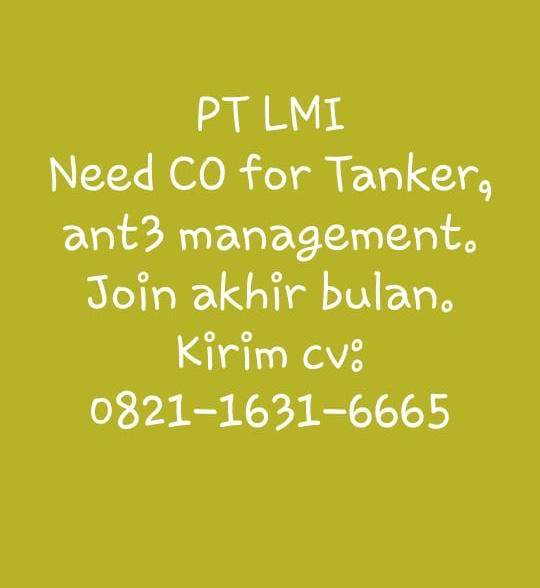 PT LMI
Need CO for Tanker,
ant3 management.
Join akhir bulan.
Kirim cv:
0821-1631-6665